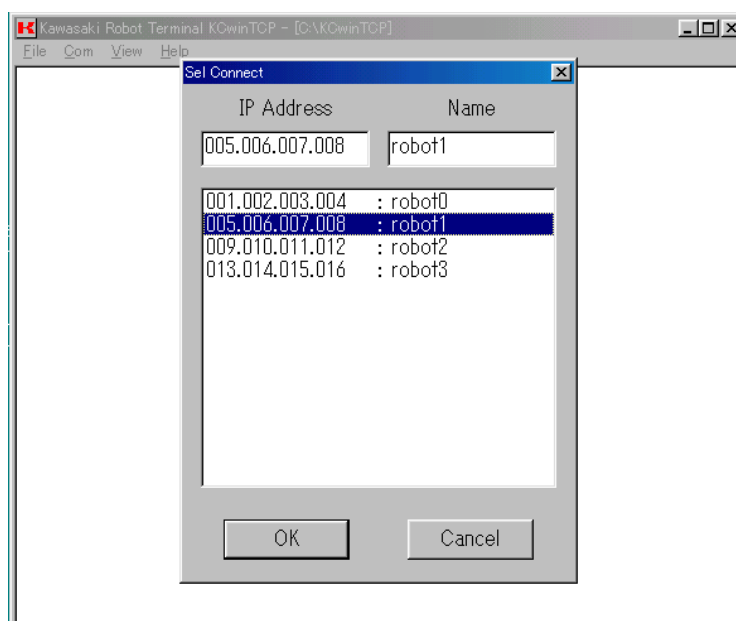 Kawasaki Robot Terminal KCwinTCP - [C:\KCwinTCP]
File Com View Help
Sel Connect
IP Address Name
005.006.007.008 robot1
001.002.003.004 : robot0
005.006.007.008 : robot1
009.010.011.012 : robot2
013.014.015.016 : robot3
OK Cancel